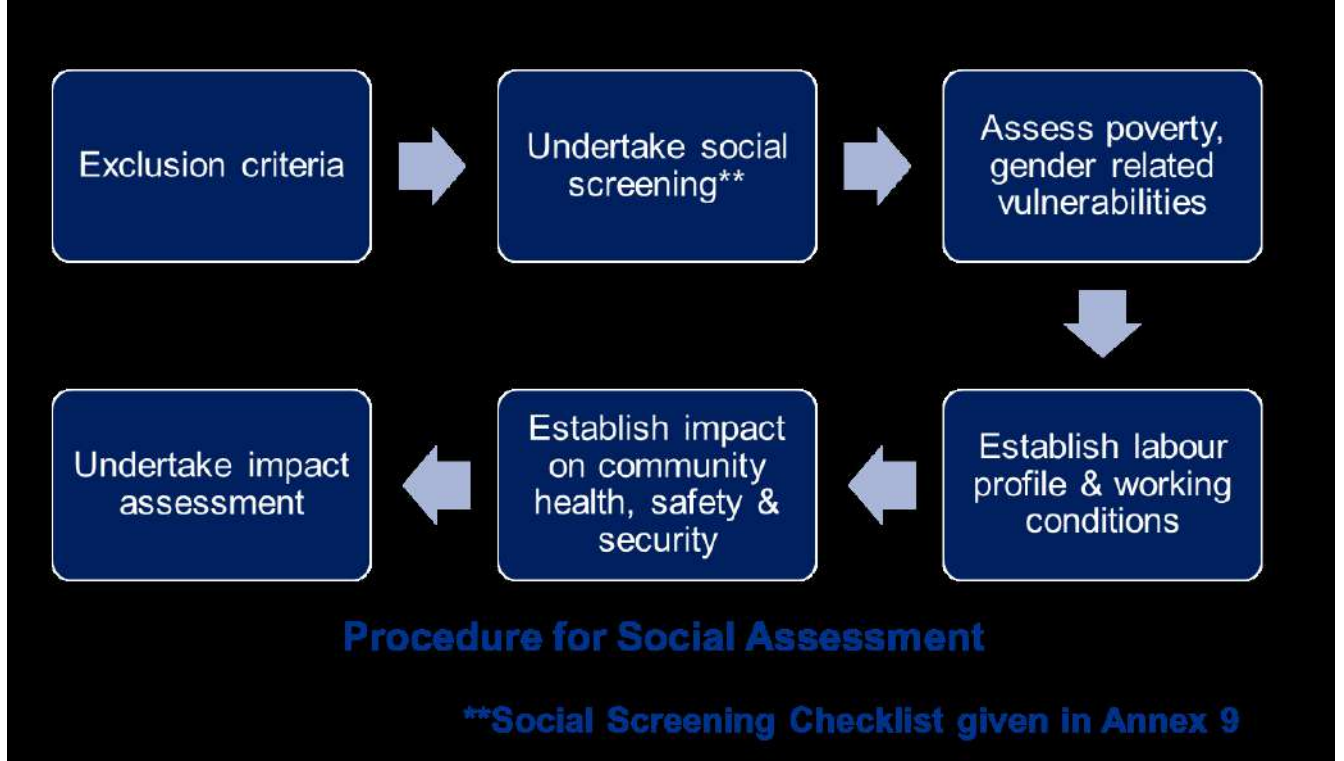 Exclusion criteria
Undertake social
screening**
Assess poverty,
gender related
vulnerabilities
Establish labour
profile & working
conditions
Establish impact
on community
health, safety &
security
Undertake impact
assessment
Procedure for Social Assessment
**Social Screening Checklist given in Annex 9